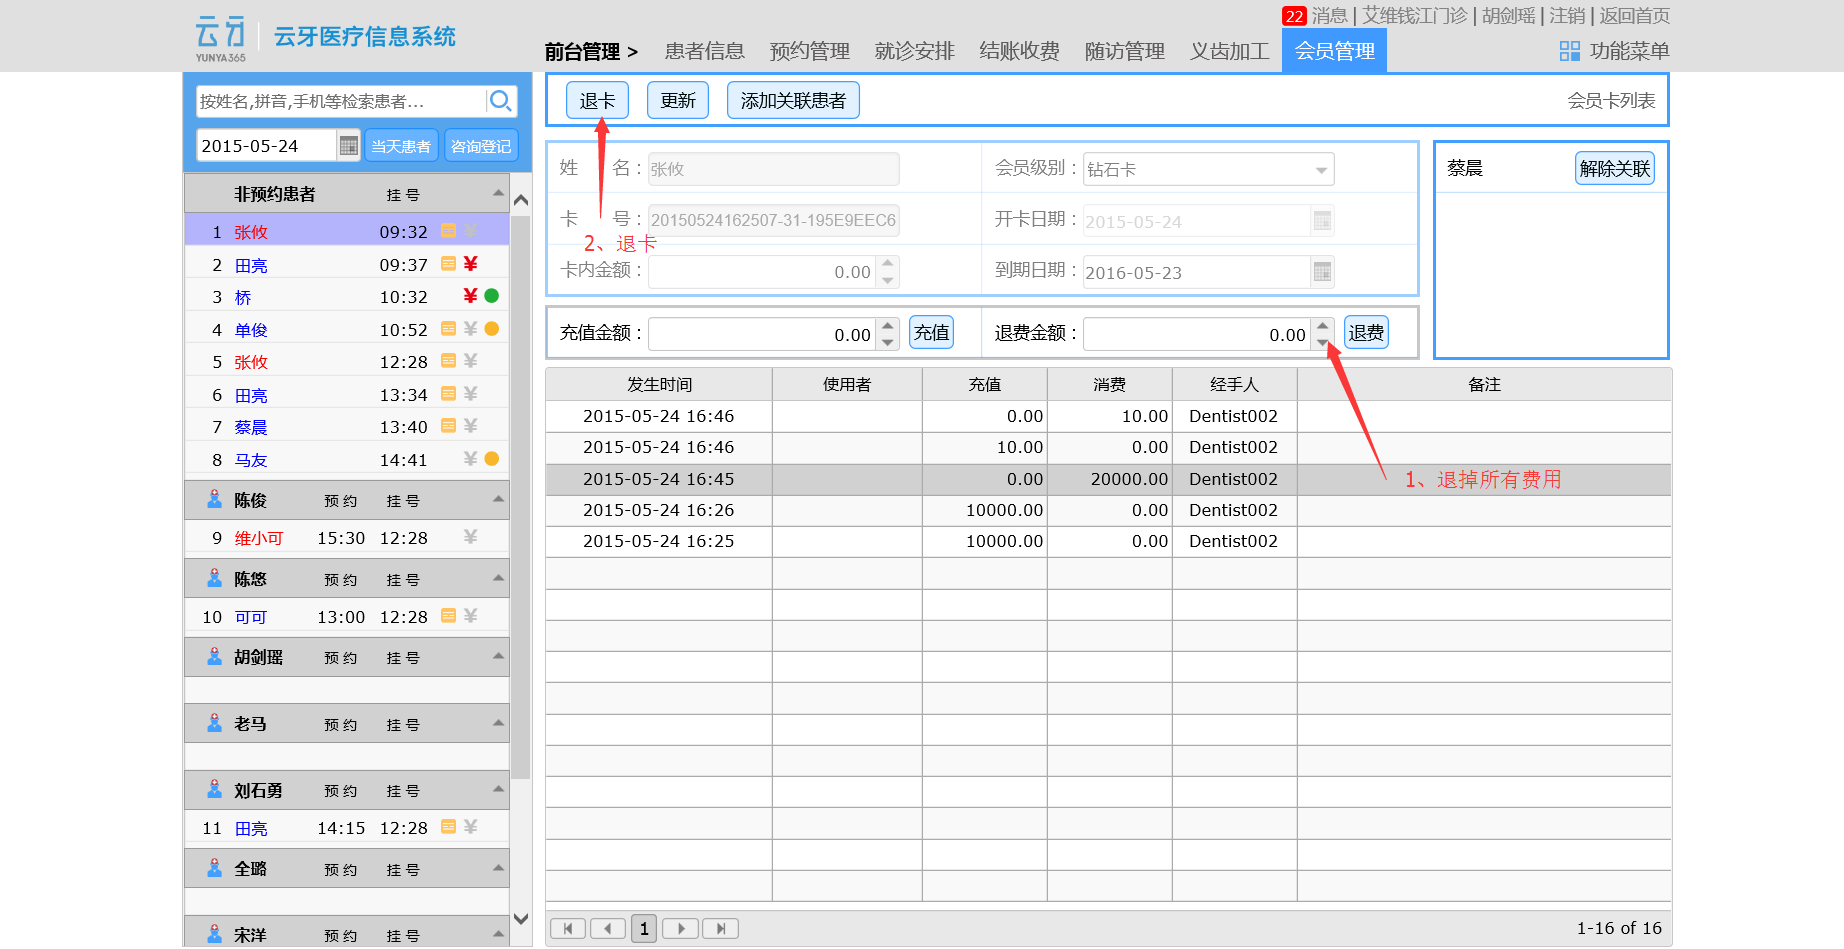 云牙 YUNYA365 云牙医疗信息系统
22 消息 | 艾维钱江门诊 | 胡剑瑶 | 注销 | 返回首页
前台管理 > 患者信息 预约管理 就诊安排 结账收费 随访管理 义齿加工 会员管理 功能菜单
按姓名,拼音,手机等检索患者...
2015-05-24 当天患者 咨询登记
非预约患者 挂 号
1 张攸 09:32 ¥
2 田亮 09:37 ¥
3 桥 10:32 ¥
4 单俊 10:52 ¥
5 张攸 12:28 ¥
6 田亮 13:34 ¥
7 蔡晨 13:40 ¥
8 马友 14:41 ¥
陈俊 预 约 挂 号
9 维小可 15:30 12:28 ¥
陈悠 预 约 挂 号
10 可可 13:00 12:28 ¥
胡剑瑶 预 约 挂 号
老马 预 约 挂 号
刘石勇 预 约 挂 号
11 田亮 14:15 12:28 ¥
全璐 预 约 挂 号
宋洋 预 约 挂 号
退卡 更新 添加关联患者 会员卡列表
姓 名： 张攸 会员级别： 钻石卡
卡 号： 20150524162507-31-195E9EEC6 开卡日期： 2015-05-24
2、退卡
卡内金额： 0.00 到期日期： 2016-05-23
充值金额： 0.00 充值 退费金额： 0.00 退费
蔡晨 解除关联
发生时间 使用者 充值 消费 经手人 备注
2015-05-24 16:46 0.00 10.00 Dentist002
2015-05-24 16:46 10.00 0.00 Dentist002
2015-05-24 16:45 0.00 20000.00 Dentist002
1、退掉所有费用
2015-05-24 16:26 10000.00 0.00 Dentist002
2015-05-24 16:25 10000.00 0.00 Dentist002
1 1-16 of 16